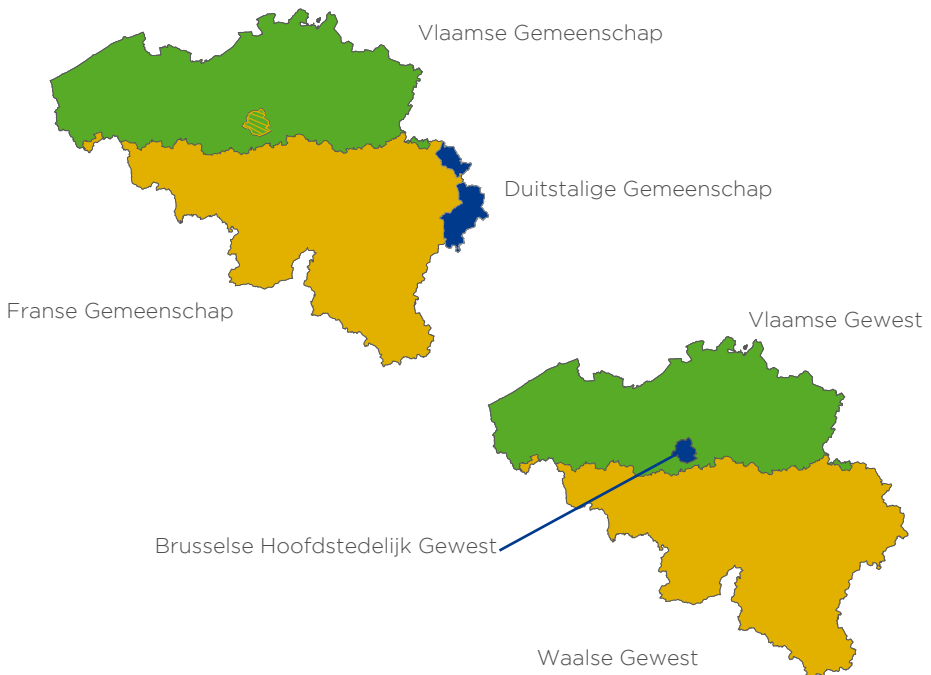 Vlaamse Gemeenschap
Duitstalige Gemeenschap
Franse Gemeenschap
Vlaamse Gewest
Brusselse Hoofdstedelijk Gewest
Waalse Gewest